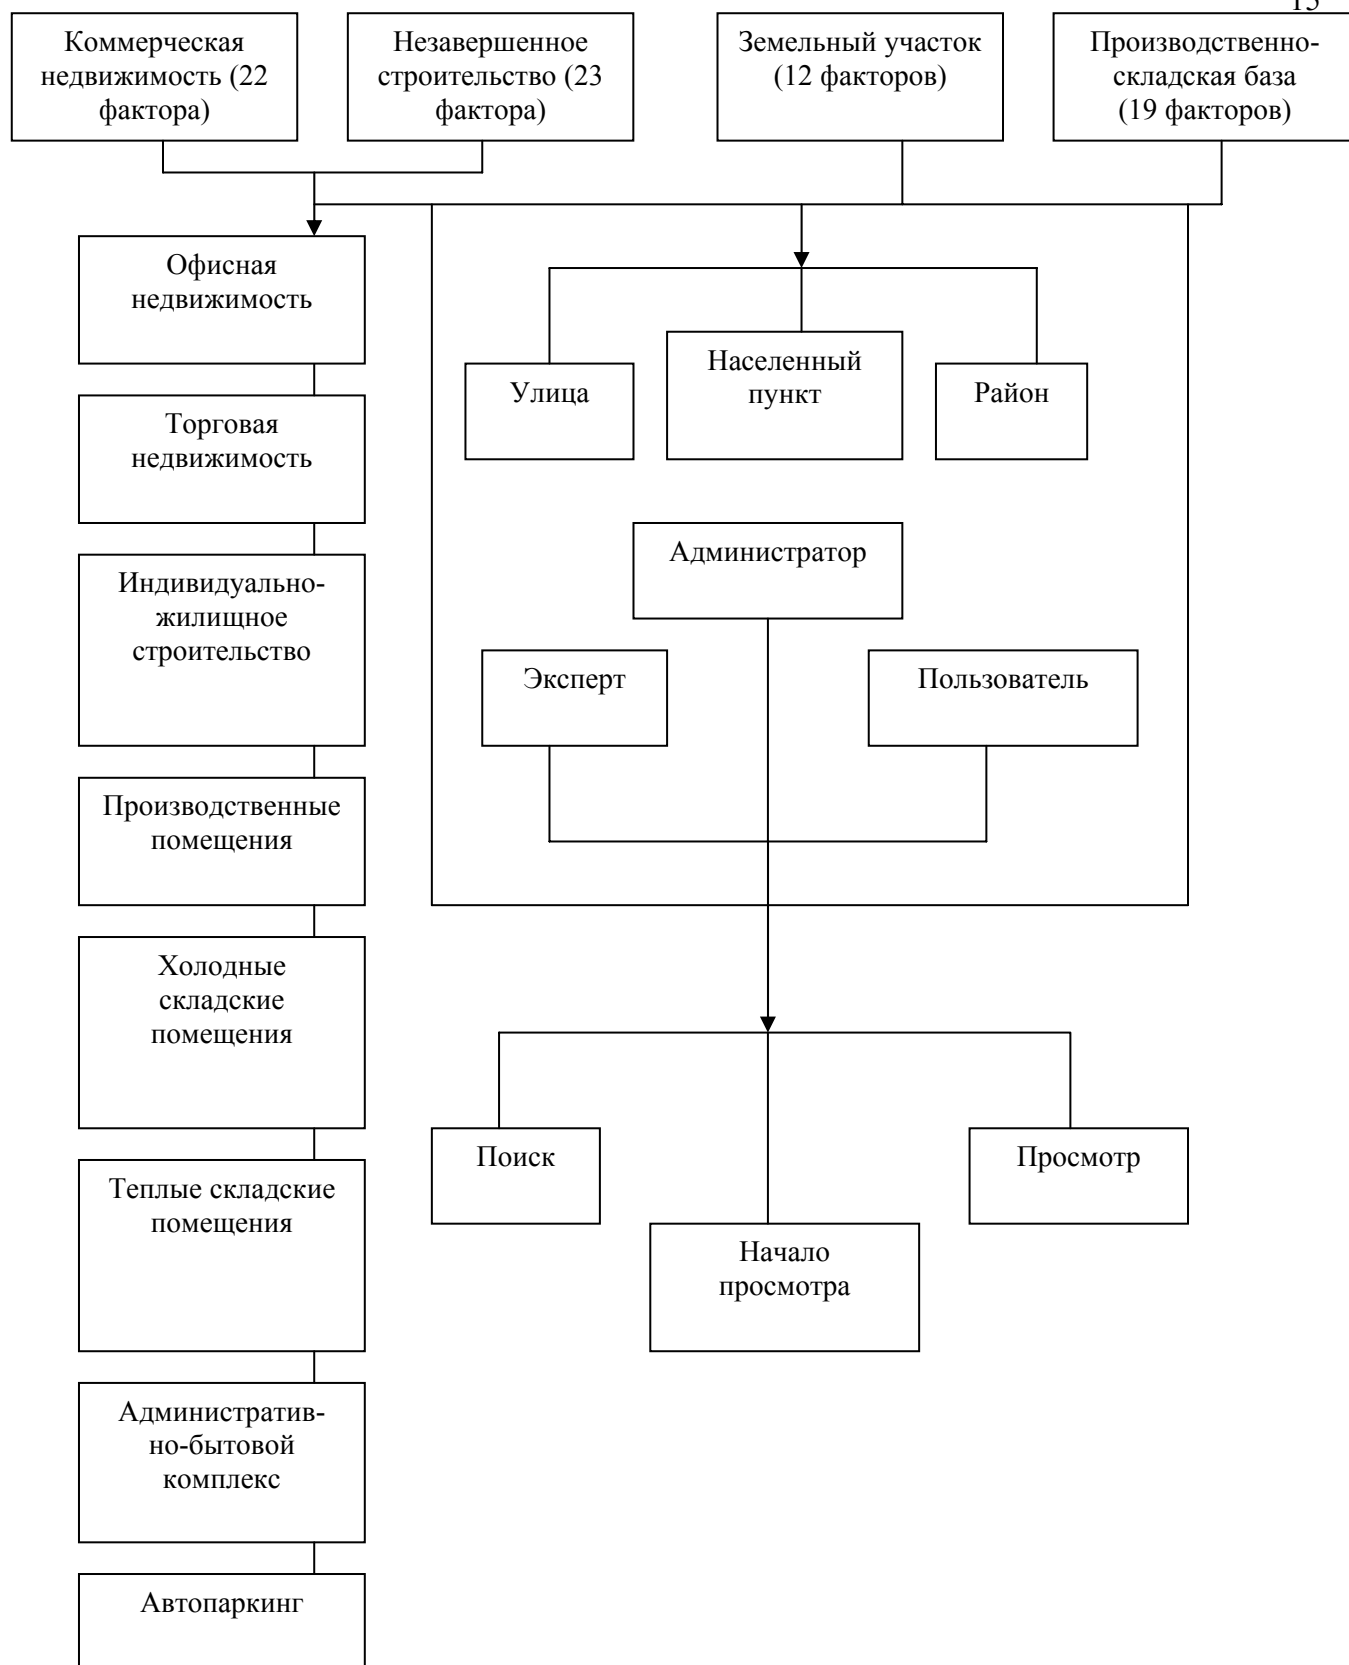 15
Коммерческая
недвижимость (22
фактора)
Незавершенное
строительство (23
фактора)
Земельный участок
(12 факторов)
Производственно-
складская база
(19 факторов)
Офисная
недвижимость
Торговая
недвижимость
Индивидуально-
жилищное
строительство
Производственные
помещения
Холодные
складские
помещения
Теплые складские
помещения
Административ-
но-бытовой
комплекс
Автопаркинг
Улица
Населенный
пункт
Район
Администратор
Эксперт
Пользователь
Поиск
Начало
просмотра
Просмотр